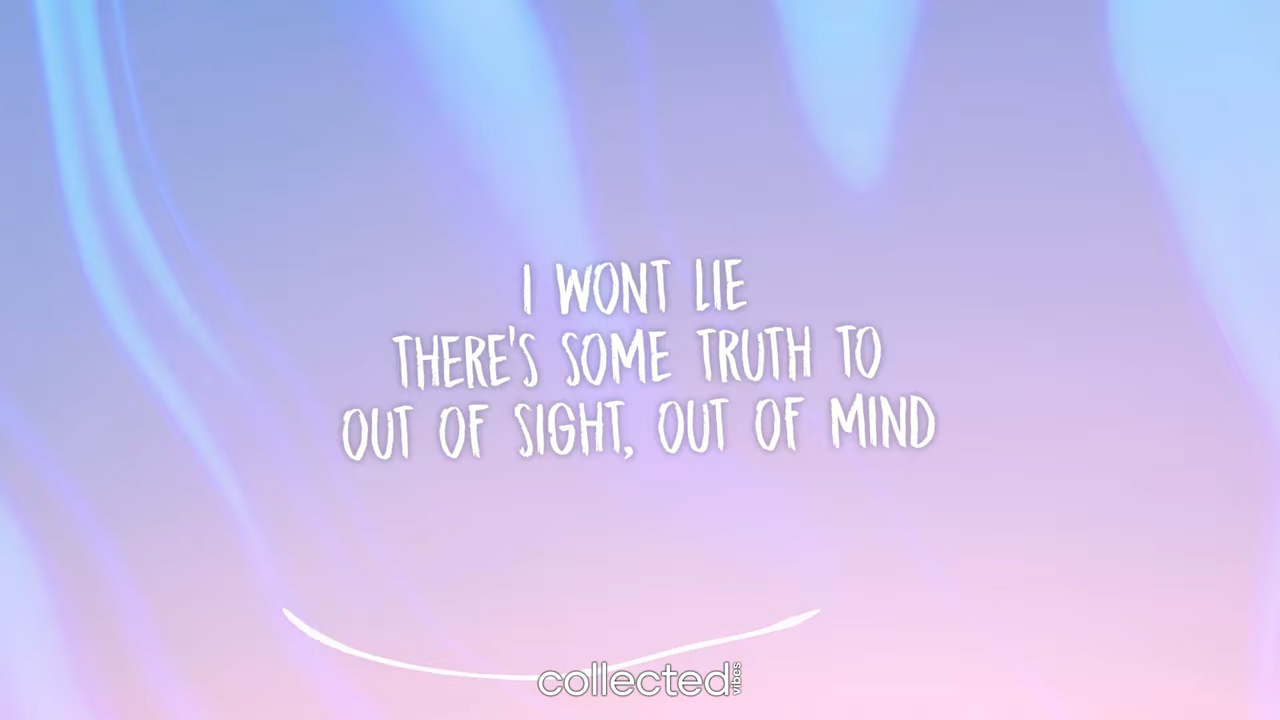 I WONT LIE
THERE'S SOME TRUTH TO
OUT OF SIGHT, OUT OF MIND
collected vibes